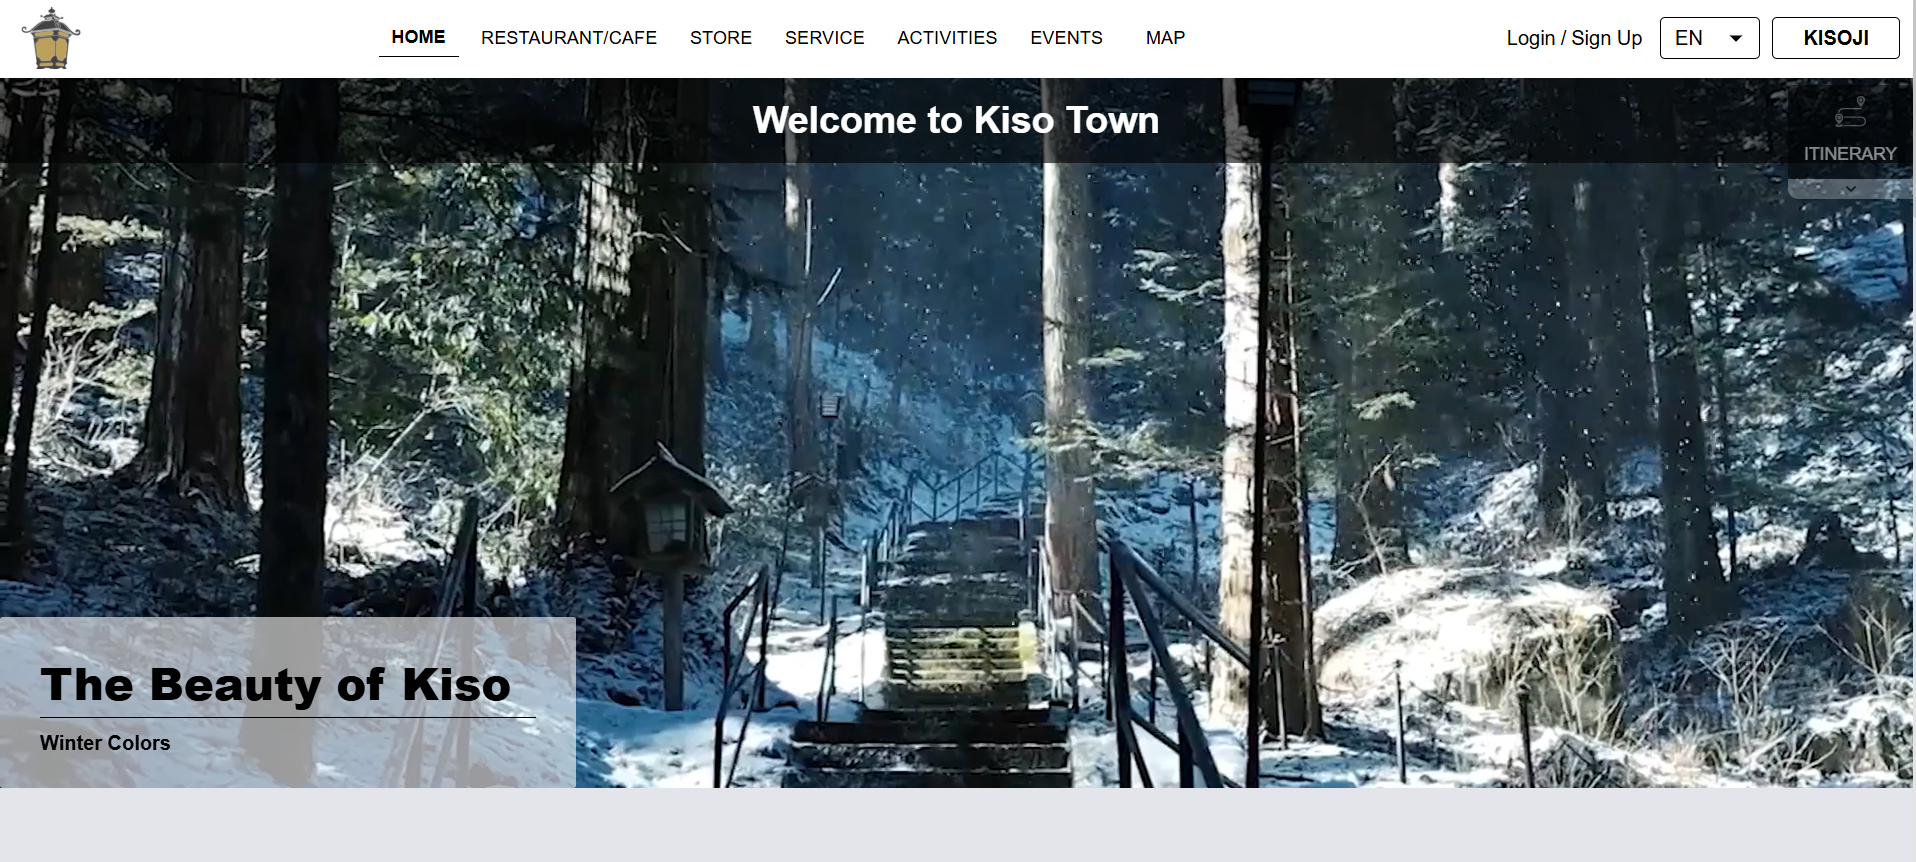 HOME RESTAURANT/CAFE STORE SERVICE ACTIVITIES EVENTS MAP Login / Sign Up EN KISOJI
Welcome to Kiso Town
ITINERARY
The Beauty of Kiso
Winter Colors